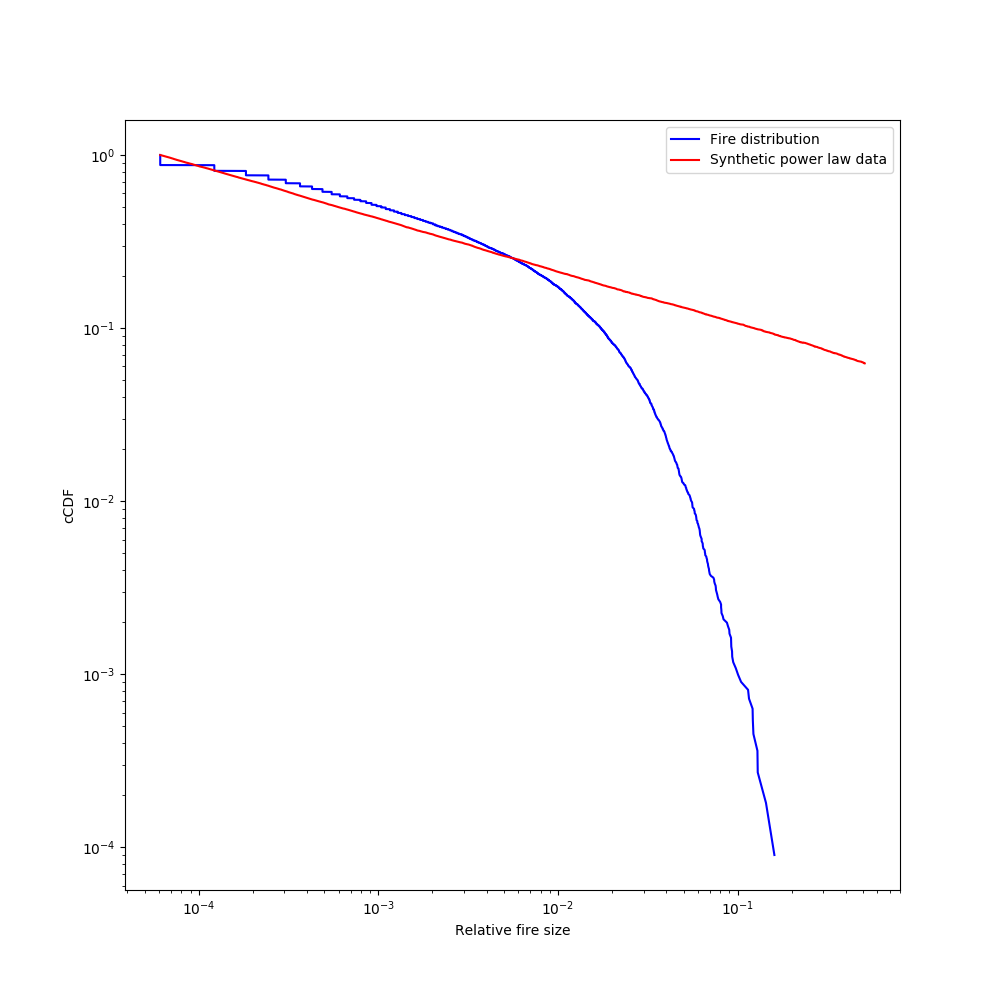 Fire distribution
Synthetic power law data
10⁰
10⁻¹
10⁻²
10⁻³
10⁻⁴
cCDF
10⁻⁴ 10⁻³ 10⁻² 10⁻¹
Relative fire size